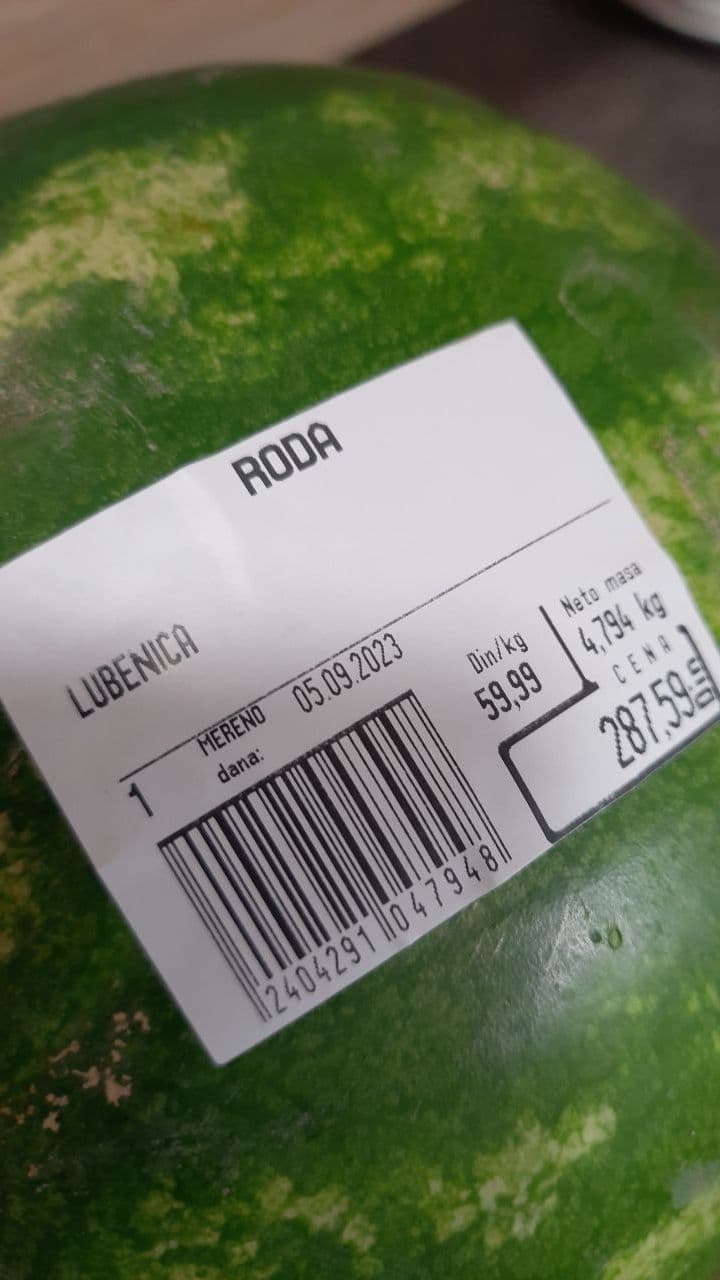 RODA
LUBENICA
1 MERENO dana: 05.09.2023
Din/kg
59,99
Neto masa
4,794 kg
CENA
287,59
2404291 047948